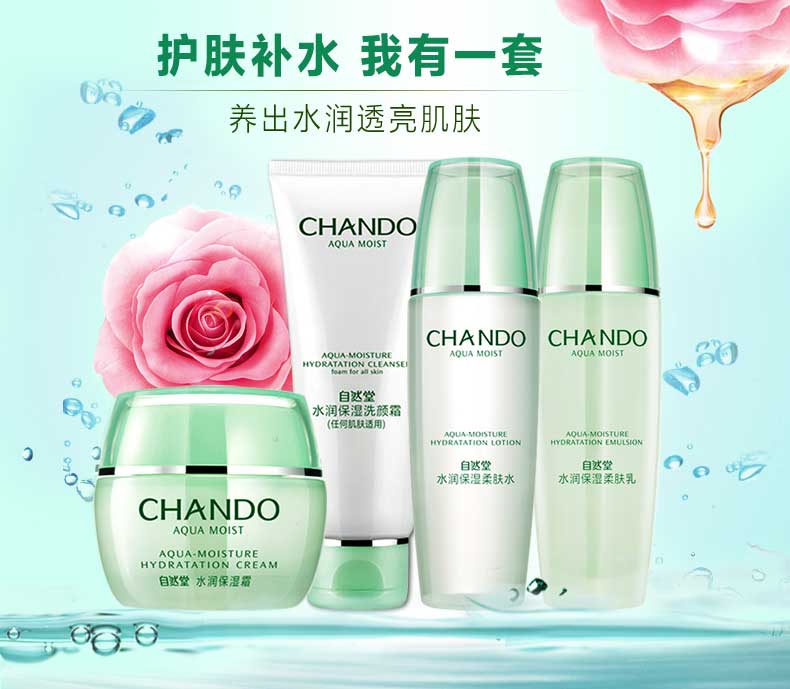 护肤补水 我有一套
养出水润透亮肌肤
CHANDO
AQUA MOIST
AQUA-MOISTURE
HYDRATATION CLEANSER
foam for all skin
自然堂
水润保湿洗颜霜
(任何肌肤适用)
CHANDO
AQUA MOIST
AQUA-MOISTURE
HYDRATATION LOTION
自然堂
水润保湿柔肤水
CHANDO
AQUA MOIST
AQUA-MOISTURE
HYDRATATION EMULSION
自然堂
水润保湿柔肤乳
CHANDO
AQUA MOIST
AQUA-MOISTURE
HYDRATATION CREAM
自然堂 水润保湿霜